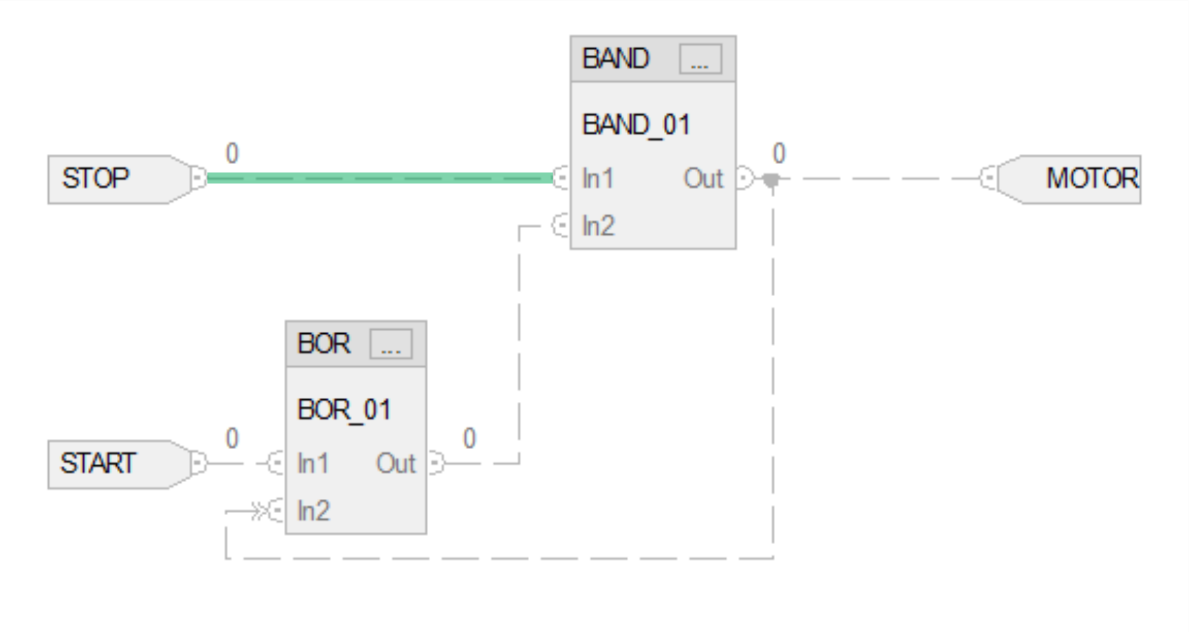 BAND ...
BAND_01
STOP 0 In1 Out 0 MOTOR
In2
BOR ...
BOR_01
START 0 In1 Out 0
In2